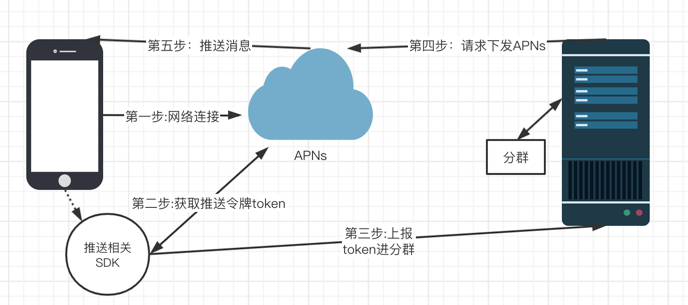 第五步：推送消息
第四步：请求下发APNs
第一步:网络连接
APNs
分群
第二步:获取推送令牌token
推送相关
SDK
第三步:上报
token进分群